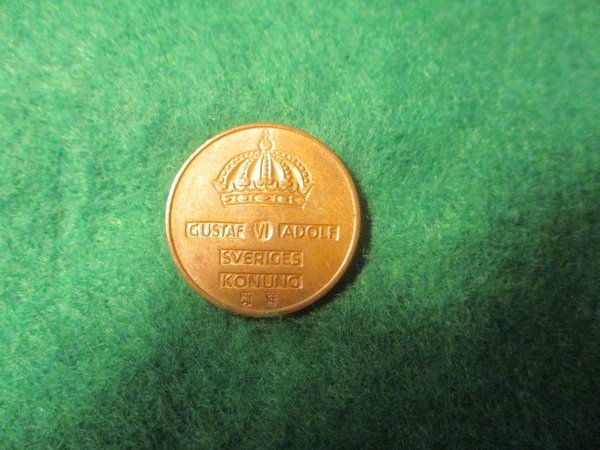 GUSTAF VI ADOLF
SVERIGES
KONUNG